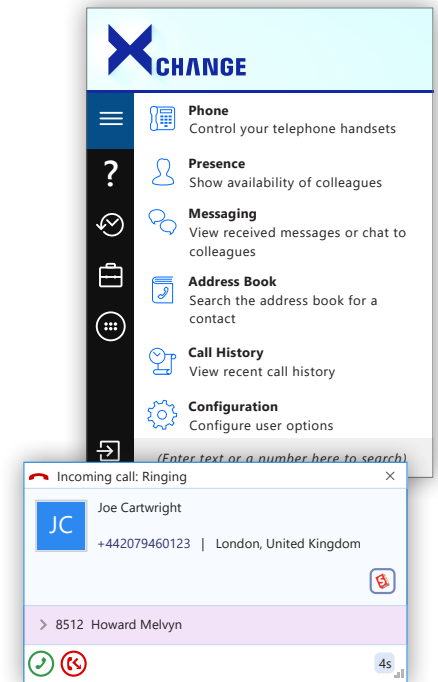 XCHANGE
Phone
Control your telephone handsets
Presence
Show availability of colleagues
Messaging
View received messages or chat to
colleagues
Address Book
Search the address book for a
contact
Call History
View recent call history
Configuration
Configure user options
(Enter text or a number here to search)
Incoming call: Ringing
JC
Joe Cartwright
+442079460123 | London, United Kingdom
8512 Howard Melvyn
4s